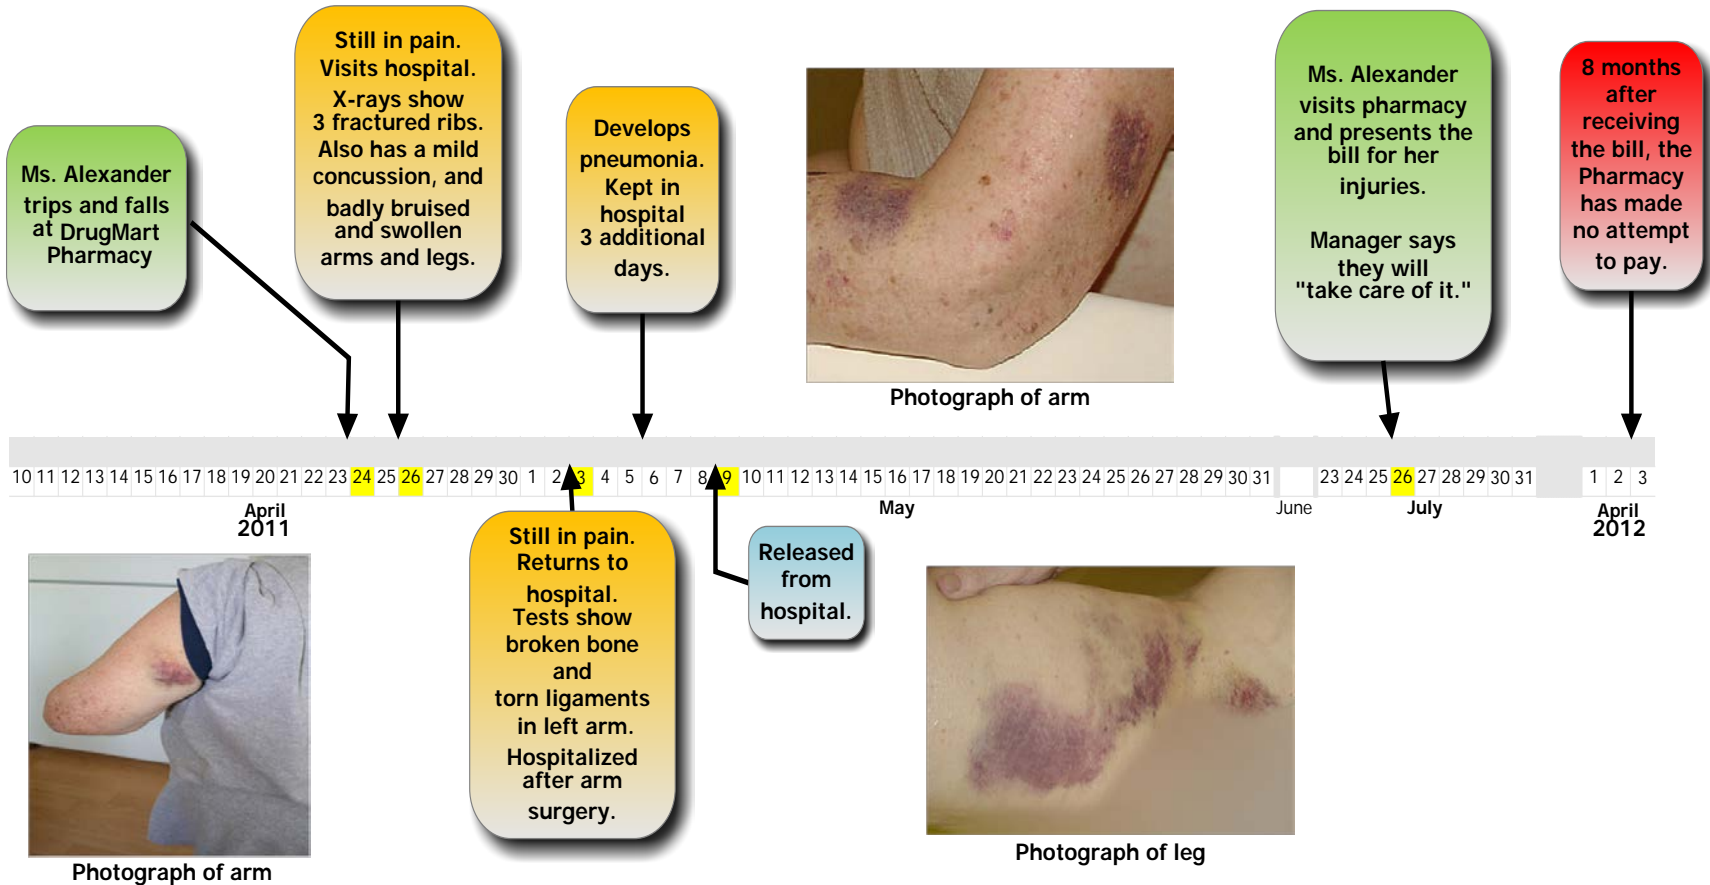 Ms. Alexander
trips and falls
at DrugMart
Pharmacy
Still in pain.
Visits hospital.
X-rays show
3 fractured ribs.
Also has a mild
concussion, and
badly bruised
and swollen
arms and legs.
Develops
pneumonia.
Kept in
hospital
3 additional
days.
Photograph of arm
Ms. Alexander
visits pharmacy
and presents the
bill for her
injuries.
Manager says
they will
"take care of it."
8 months
after
receiving
the bill, the
Pharmacy
has made
no attempt
to pay.
10 11 12 13 14 15 16 17 18 19 20 21 22 23 24 25 26 27 28 29 30 1 2 3 4 5 6 7 8 9 10 11 12 13 14 15 16 17 18 19 20 21 22 23 24 25 26 27 28 29 30 31 23 24 25 26 27 28 29 30 31 1 2 3
April
2011
May
June
July
April
2012
Still in pain.
Returns to
hospital.
Tests show
broken bone
and
torn ligaments
in left arm.
Hospitalized
after arm
surgery.
Released
from
hospital.
Photograph of arm
Photograph of leg